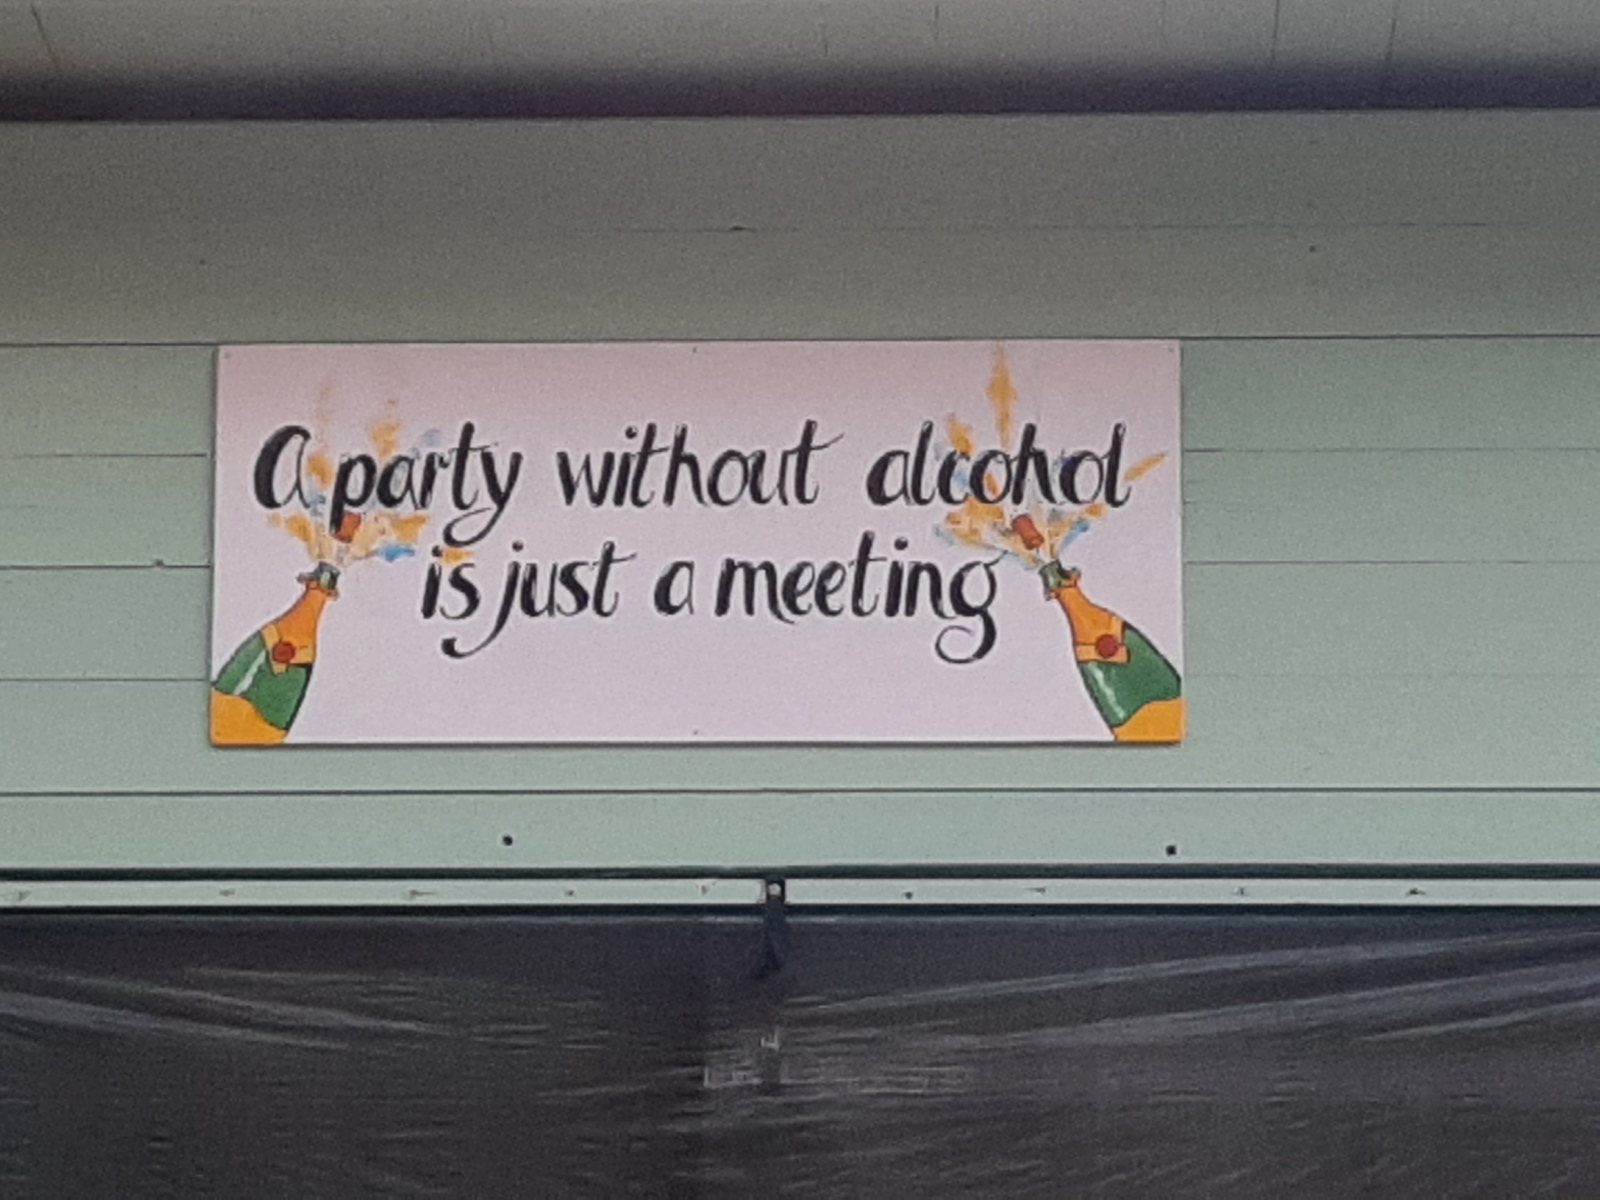 A party without alcohol
is just a meeting